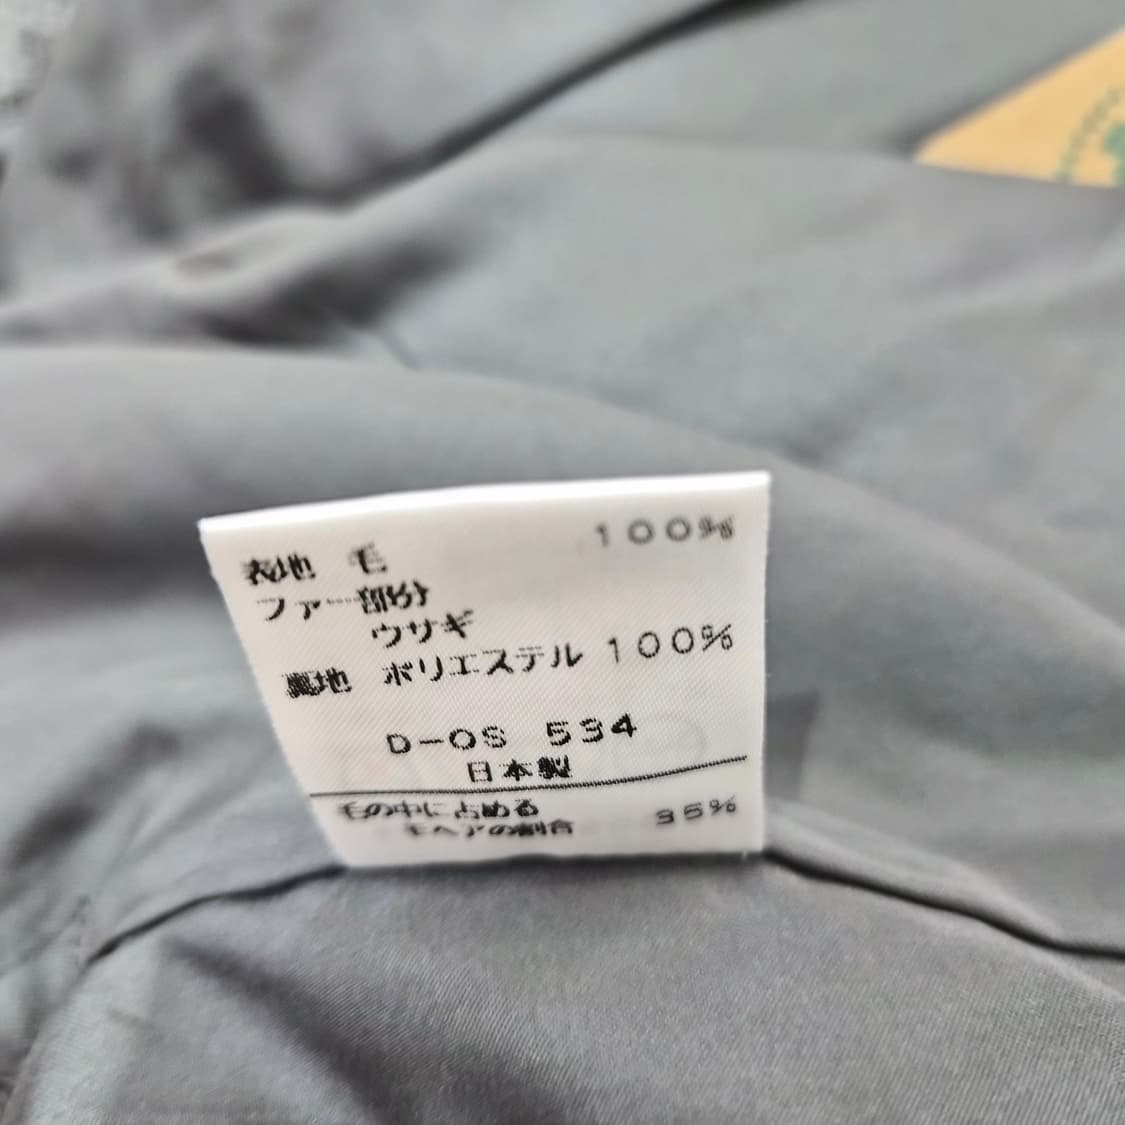 表地 毛 100%
ファー部分
ウサギ
裏地 ポリエステル 100%
D-OS 534
日本製
毛の中に占める
モヘアの割合 35%